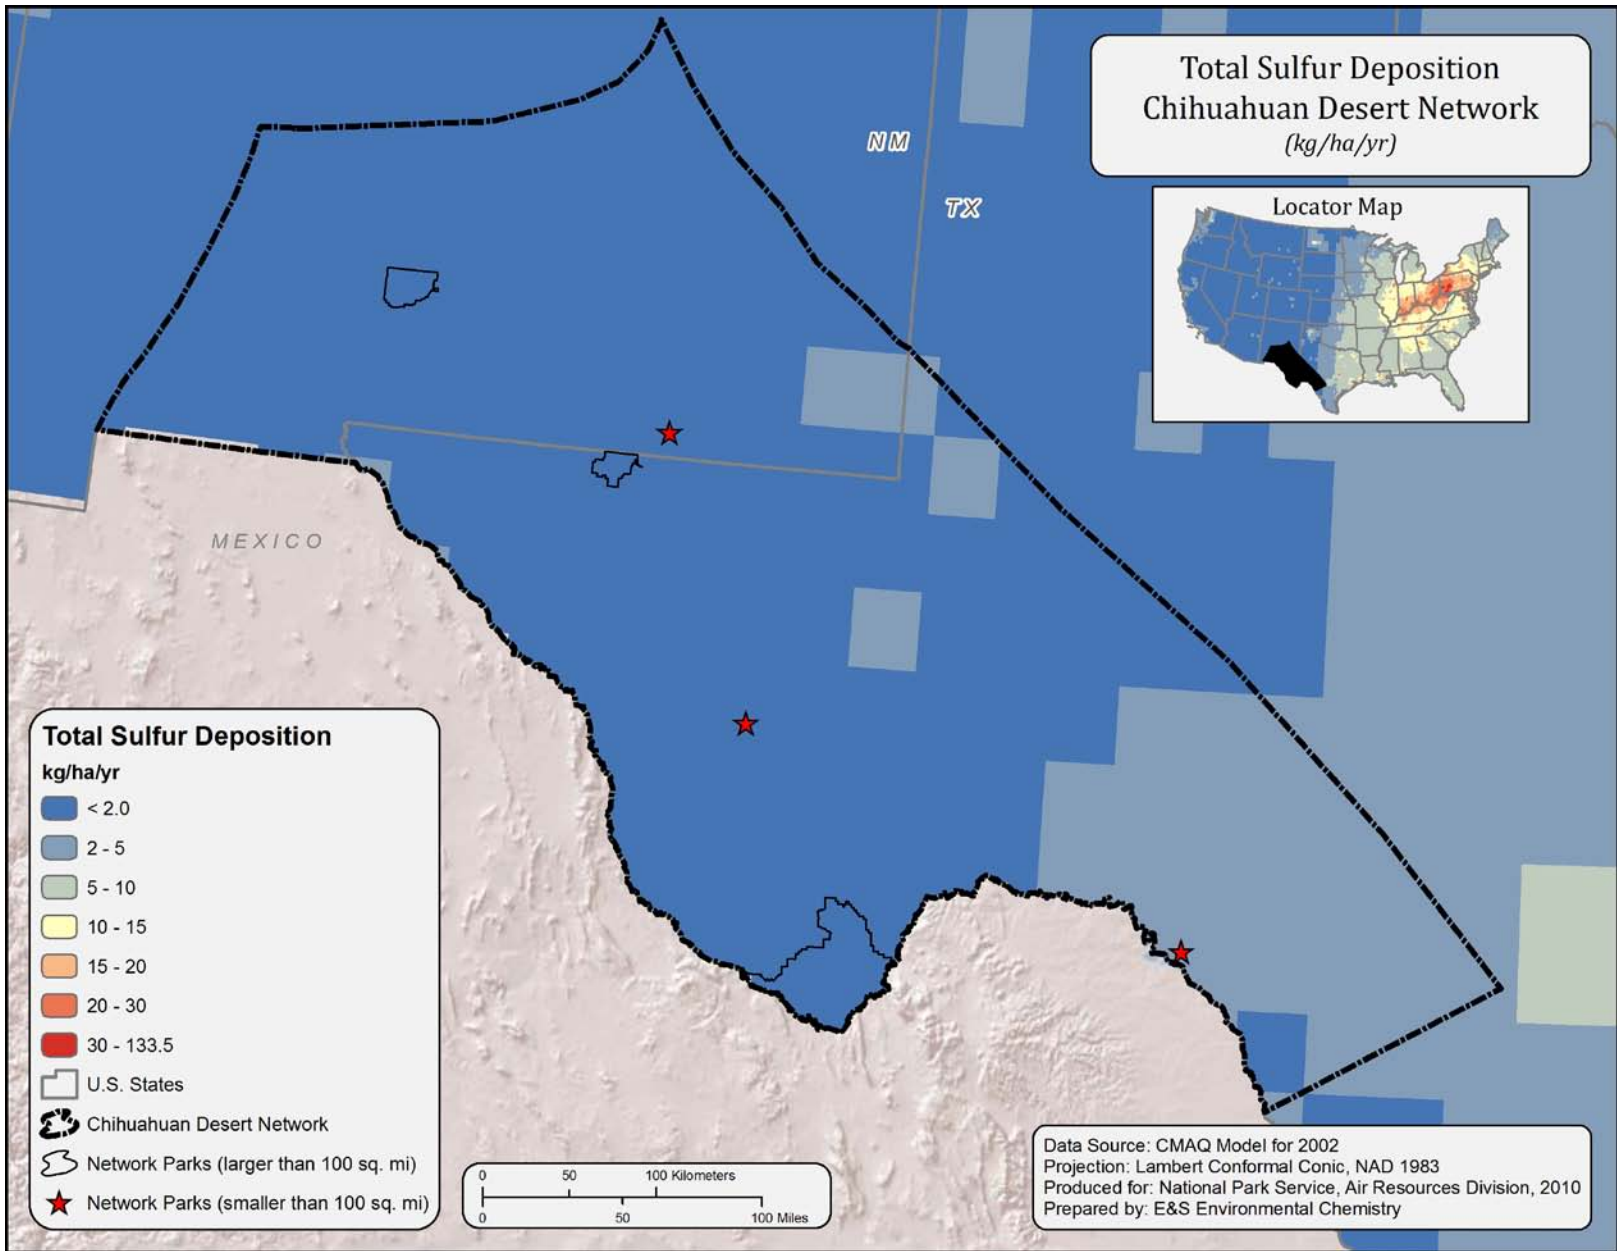 Total Sulfur Deposition
Chihuahuan Desert Network
(kg/ha/yr)
NM
TX
Locator Map
MEXICO
Total Sulfur Deposition
kg/ha/yr
< 2.0
2 - 5
5 - 10
10 - 15
15 - 20
20 - 30
30 - 133.5
U.S. States
Chihuahuan Desert Network
Network Parks (larger than 100 sq. mi)
Network Parks (smaller than 100 sq. mi)
0 50 100 Kilometers
0 50 100 Miles
Data Source: CMAQ Model for 2002
Projection: Lambert Conformal Conic, NAD 1983
Produced for: National Park Service, Air Resources Division, 2010
Prepared by: E&S Environmental Chemistry